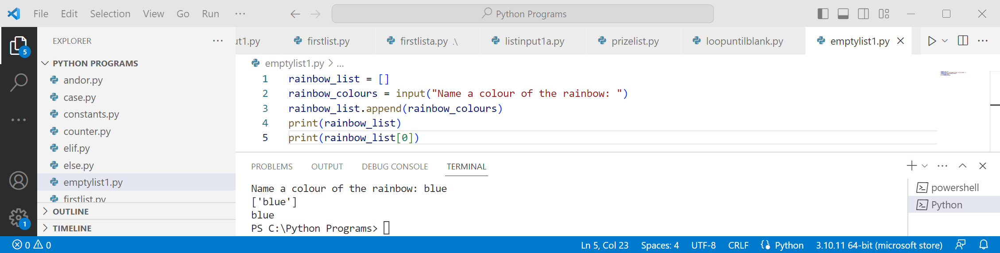 File Edit Selection View Go Run ···
Python Programs
EXPLORER ···
ut1.py firstlist.py firstlista.py .\ listinput1a.py prizelist.py loopuntilblank.py emptylist1.py
5
PYTHON PROGRAMS
andor.py
case.py
constants.py
counter.py
elif.py
else.py
emptylist1.py
firstlist.py
OUTLINE
TIMELINE
1
emptylist1.py > ...
1 rainbow_list = []
2 rainbow_colours = input("Name a colour of the rainbow: ")
3 rainbow_list.append(rainbow_colours)
4 print(rainbow_list)
5 print(rainbow_list[0])
PROBLEMS OUTPUT DEBUG CONSOLE TERMINAL
Name a colour of the rainbow: blue
['blue']
blue
PS C:\Python Programs>
powershell
Python
0 0 Ln 5, Col 23 Spaces: 4 UTF-8 CRLF Python 3.10.11 64-bit (microsoft store)